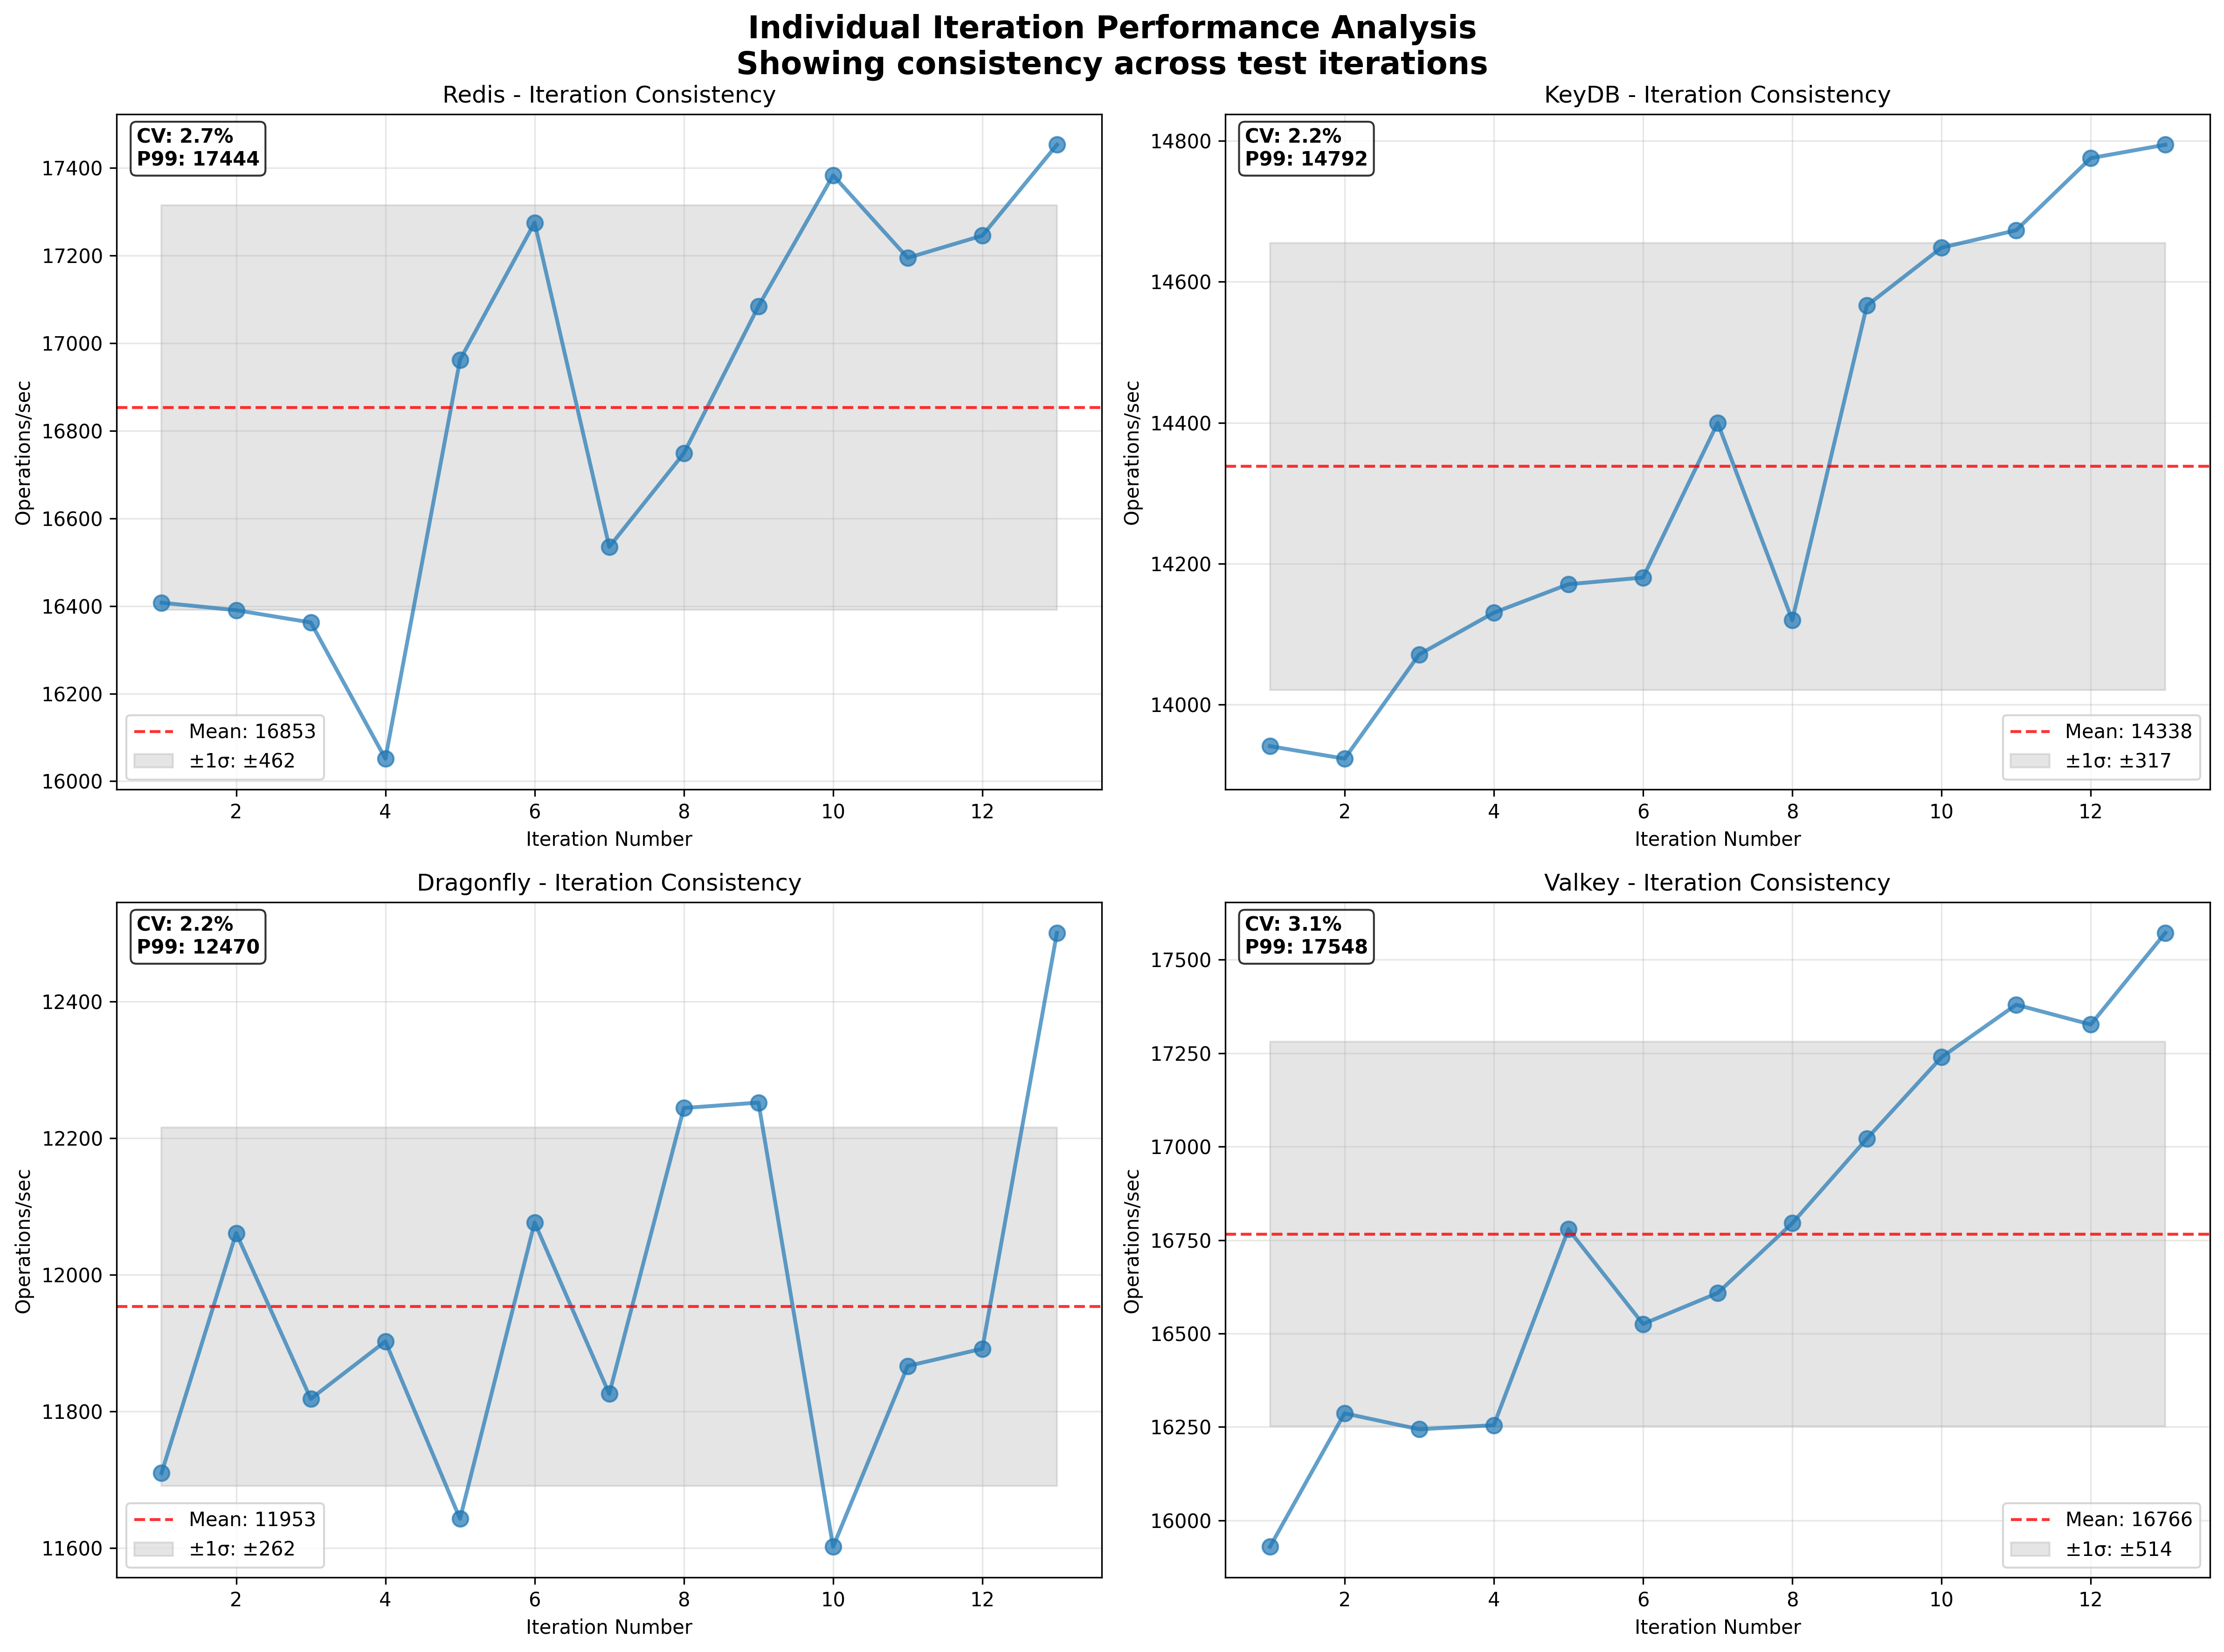 Individual Iteration Performance Analysis
Showing consistency across test iterations
Redis - Iteration Consistency
CV: 2.7%
P99: 17444
Operations/sec
17400
17200
17000
16800
16600
16400
16200
16000
Mean: 16853
±1σ: ±462
2
4
6
8
10
12
Iteration Number
KeyDB - Iteration Consistency
CV: 2.2%
P99: 14792
Operations/sec
14800
14600
14400
14200
14000
Mean: 14338
±1σ: ±317
2
4
6
8
10
12
Iteration Number
Dragonfly - Iteration Consistency
CV: 2.2%
P99: 12470
Operations/sec
12400
12200
12000
11800
11600
Mean: 11953
±1σ: ±262
2
4
6
8
10
12
Iteration Number
Valkey - Iteration Consistency
CV: 3.1%
P99: 17548
Operations/sec
17500
17250
17000
16750
16500
16250
16000
Mean: 16766
±1σ: ±514
2
4
6
8
10
12
Iteration Number